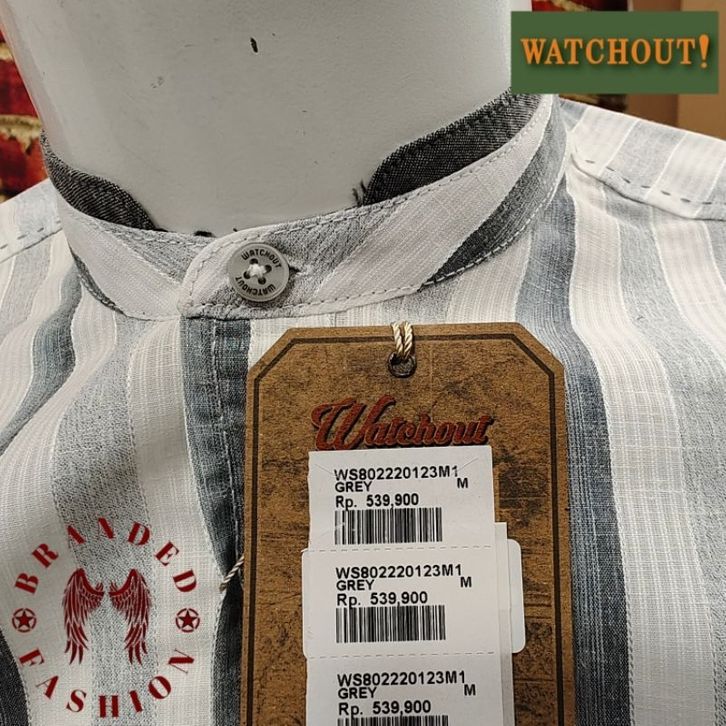 WATCHOUT!
WATCHOUT
WATCHOUT
Watchout
WS802220123M1
GREY M
Rp. 539,900
WS802220123M1
GREY M
Rp. 539,900
WS802220123M1
GREY M
Rp. 539,900
BRANDED
FASHION